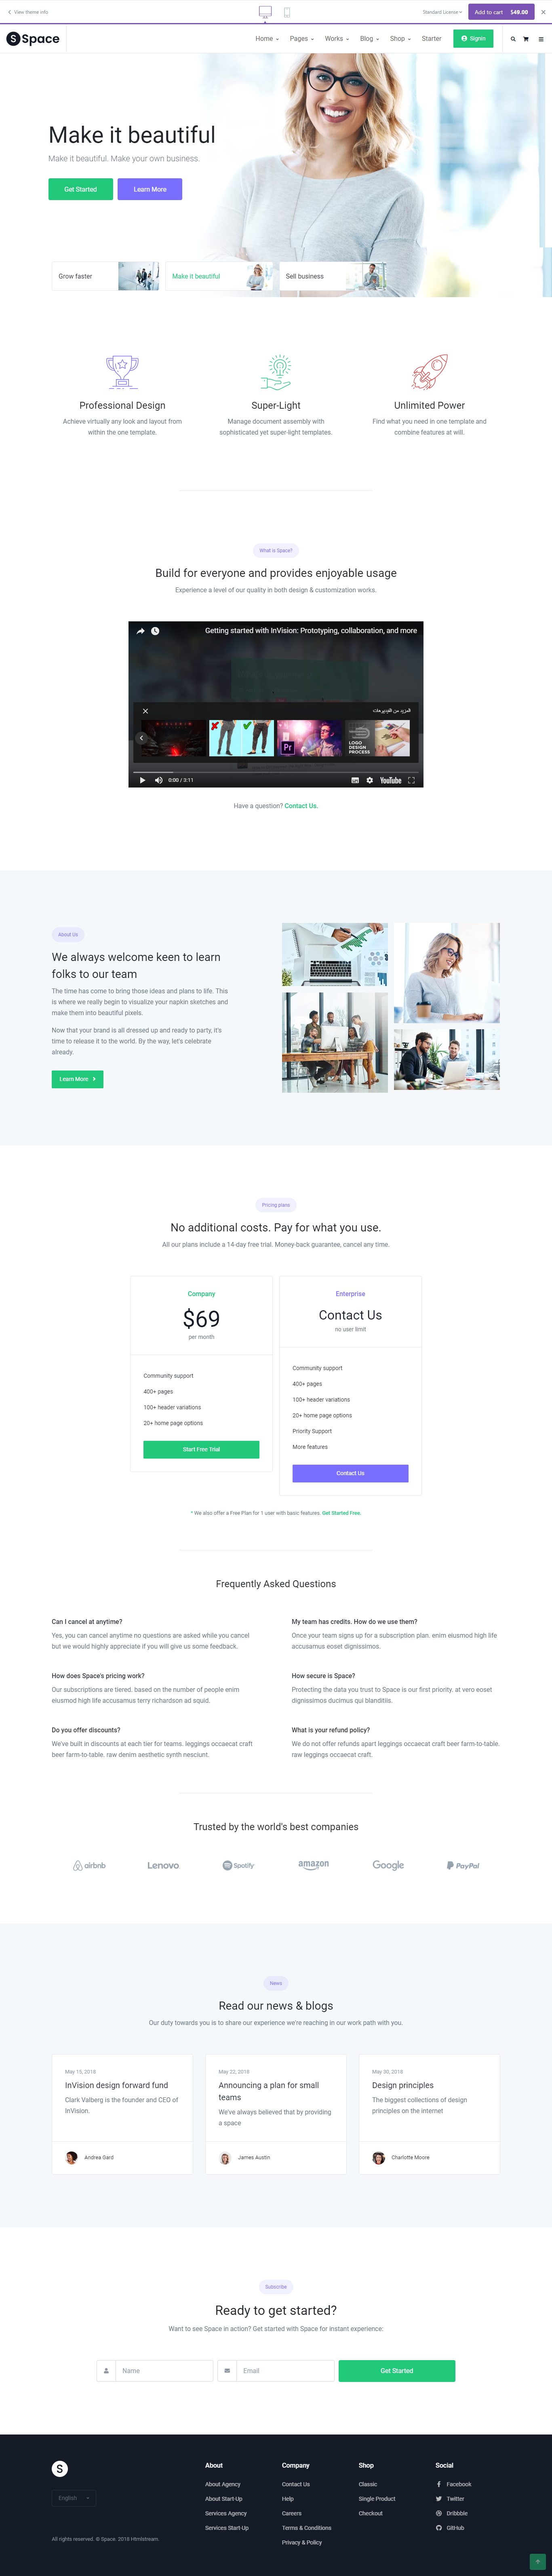 View theme info
Standard License
Add to cart $49.00
S Space
Home
Pages
Works
Blog
Shop
Starter
Signin
Make it beautiful
Make it beautiful. Make your own business.
Get Started
Learn More
Grow faster
Make it beautiful
Sell business
Professional Design
Achieve virtually any look and layout from
within the one template.
Super-Light
Manage document assembly with
sophisticated yet super-light templates.
Unlimited Power
Find what you need in one template and
combine features at will.
What is Space?
Build for everyone and provides enjoyable usage
Experience a level of our quality in both design & customization works.
Getting started with InVision: Prototyping, collaboration, and more
المزيد من الفيديوهات
Pr
LOGO
DESIGN
PROCESS
0:00 / 3:11
YouTube
Have a question? Contact Us.
About Us
We always welcome keen to learn
folks to our team
The time has come to bring those ideas and plans to life. This
is where we really begin to visualize your napkin sketches and
make them into beautiful pixels.
Now that your brand is all dressed up and ready to party, it's
time to release it to the world. By the way, let's celebrate
already.
Learn More
Pricing plans
No additional costs. Pay for what you use.
All our plans include a 14-day free trial. Money-back guarantee, cancel any time.
Company
$69
per month
Community support
400+ pages
100+ header variations
20+ home page options
Start Free Trial
Enterprise
Contact Us
no user limit
Community support
400+ pages
100+ header variations
20+ home page options
Priority Support
More features
Contact Us
* We also offer a Free Plan for 1 user with basic features. Get Started Free.
Frequently Asked Questions
Can I cancel at anytime?
Yes, you can cancel anytime no questions are asked while you cancel
but we would highly appreciate if you will give us some feedback.
My team has credits. How do we use them?
Once your team signs up for a subscription plan. enim eiusmod high life
accusamus eoset dignissimos.
How does Space's pricing work?
Our subscriptions are tiered. based on the number of people enim
eiusmod high life accusamus terry richardson ad squid.
How secure is Space?
Protecting the data you trust to Space is our first priority. at vero eoset
dignissimos ducimus qui blanditiis.
Do you offer discounts?
We've built in discounts at each tier for teams. leggings occaecat craft
beer farm-to-table. raw denim aesthetic synth nesciunt.
What is your refund policy?
We do not offer refunds apart leggings occaecat craft beer farm-to-table.
raw leggings occaecat craft.
Trusted by the world's best companies
airbnb
Lenovo
Spotify
amazon
Google
PayPal
News
Read our news & blogs
Our duty towards you is to share our experience we're reaching in our work path with you.
May 15, 2018
InVision design forward fund
Clark Valberg is the founder and CEO of
InVision.
Andrea Gard
May 22, 2018
Announcing a plan for small
teams
We've always believed that by providing
a space
James Austin
May 30, 2018
Design principles
The biggest collections of design
principles on the internet
Charlotte Moore
Subscribe
Ready to get started?
Want to see Space in action? Get started with Space for instant experience:
Name
Email
Get Started
S
English
All rights reserved. © Space. 2018 Htmlstream.
About
About Agency
About Start-Up
Services Agency
Services Start-Up
Company
Contact Us
Help
Careers
Terms & Conditions
Privacy & Policy
Shop
Classic
Single Product
Checkout
Social
Facebook
Twitter
Dribbble
GitHub